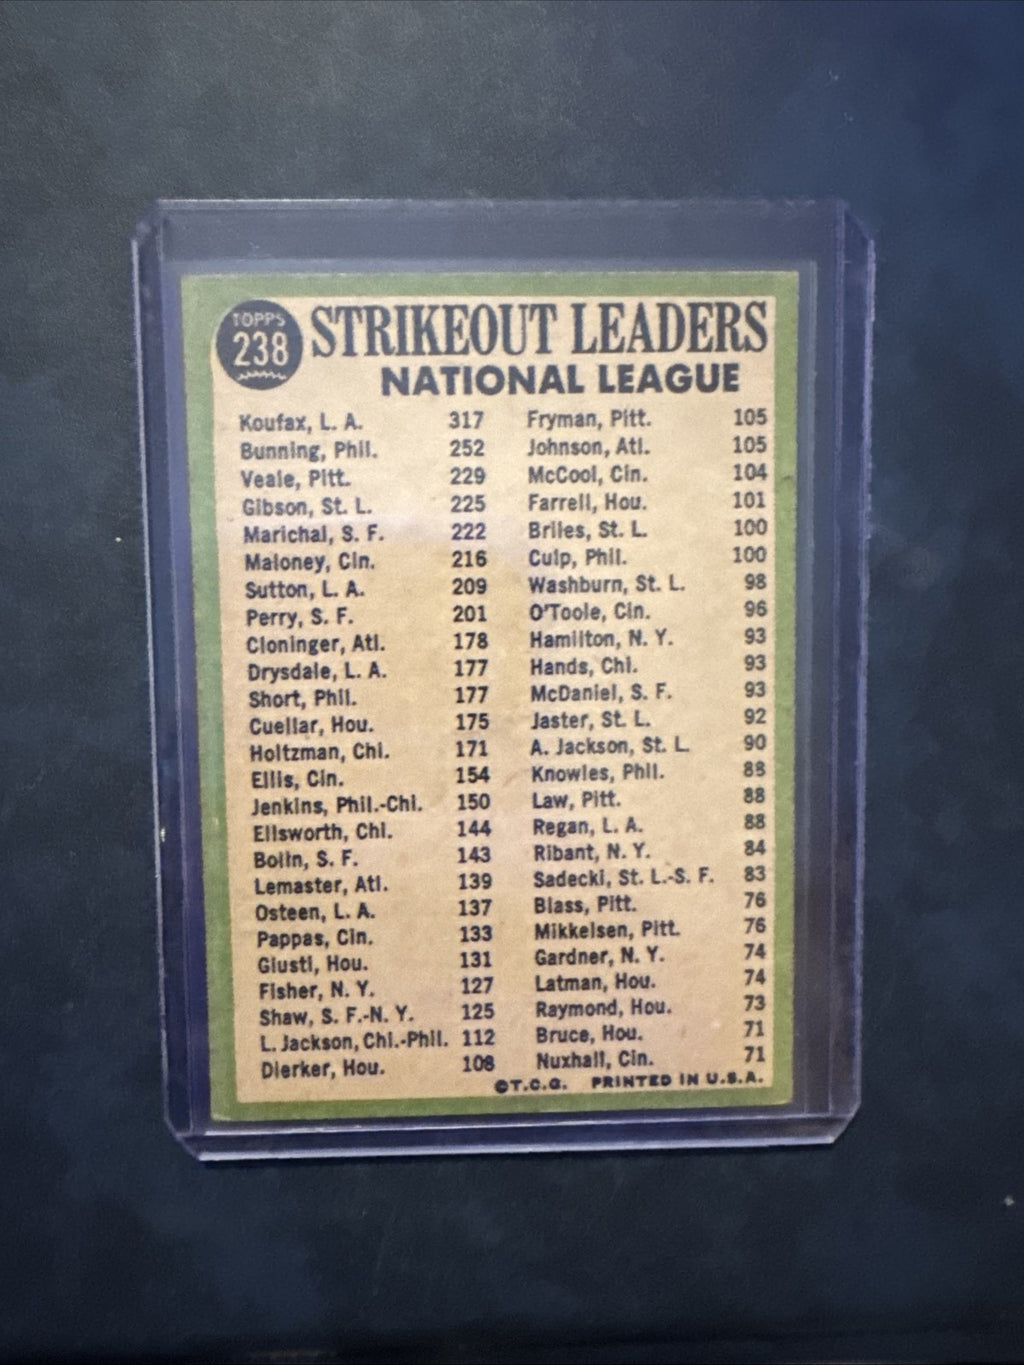 TOPPS
238
STRIKEOUT LEADERS
NATIONAL LEAGUE
Koufax, L. A. 317
Bunning, Phil. 252
Veale, Pitt. 229
Gibson, St. L. 225
Marichal, S. F. 222
Maloney, Cin. 216
Sutton, L. A. 209
Perry, S. F. 201
Cloninger, Atl. 178
Drysdale, L. A. 177
Short, Phil. 177
Cuellar, Hou. 175
Holtzman, Chi. 171
Ellis, Cin. 154
Jenkins, Phil.-Chi. 150
Ellsworth, Chi. 144
Bolin, S. F. 143
Lemaster, Atl. 139
Osteen, L. A. 137
Pappas, Cin. 133
Giusti, Hou. 131
Fisher, N. Y. 127
Shaw, S. F.-N. Y. 125
L. Jackson, Chi.-Phil. 112
Dierker, Hou. 108
Fryman, Pitt. 105
Johnson, Atl. 105
McCool, Cin. 104
Farrell, Hou. 101
Briles, St. L. 100
Culp, Phil. 100
Washburn, St. L. 98
O'Toole, Cin. 96
Hamilton, N. Y. 93
Hands, Chi. 93
McDaniel, S. F. 93
Jaster, St. L. 92
A. Jackson, St. L. 90
Knowles, Phil. 88
Law, Pitt. 88
Regan, L. A. 88
Ribant, N. Y. 84
Sadecki, St. L.-S. F. 83
Blass, Pitt. 76
Mikkelsen, Pitt. 76
Gardner, N. Y. 74
Latman, Hou. 74
Raymond, Hou. 73
Bruce, Hou. 71
Nuxhall, Cin. 71
©T.C.G. PRINTED IN U.S.A.